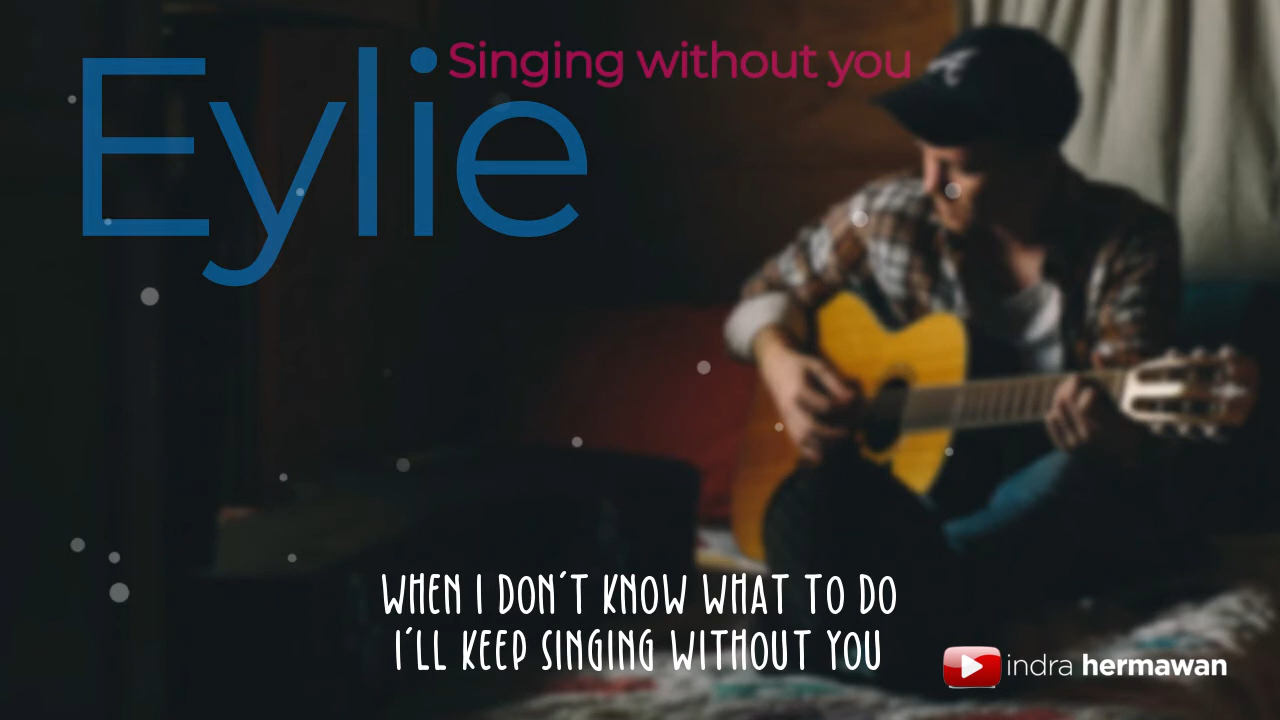 Singing without you
Eylie
WHEN I DON'T KNOW WHAT TO DO
I'LL KEEP SINGING WITHOUT YOU
indra hermawan